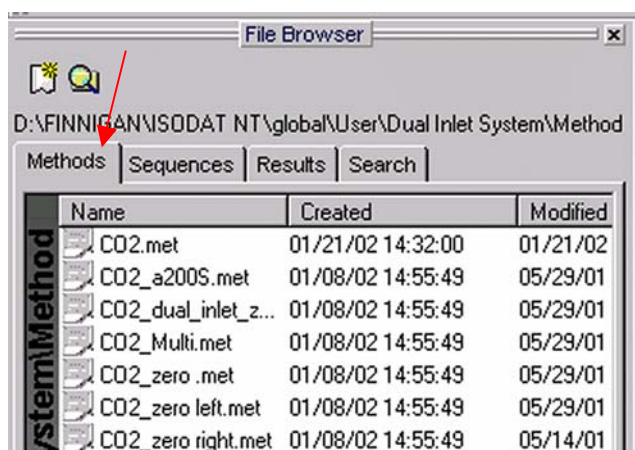 File Browser
D:\FINNIGAN\ISODAT NT\global\User\Dual Inlet System\Method
Methods Sequences Results Search
Name Created Modified
CO2.met 01/21/02 14:32:00 01/21/02
CO2_a200S.met 01/08/02 14:55:49 05/29/01
CO2_dual_inlet_z... 01/08/02 14:55:49 05/29/01
CO2_Multi.met 01/08/02 14:55:49 05/29/01
CO2_zero .met 01/08/02 14:55:49 05/29/01
CO2_zero left.met 01/08/02 14:55:49 05/29/01
CO2_zero right.met 01/08/02 14:55:49 05/14/01
stem\Method